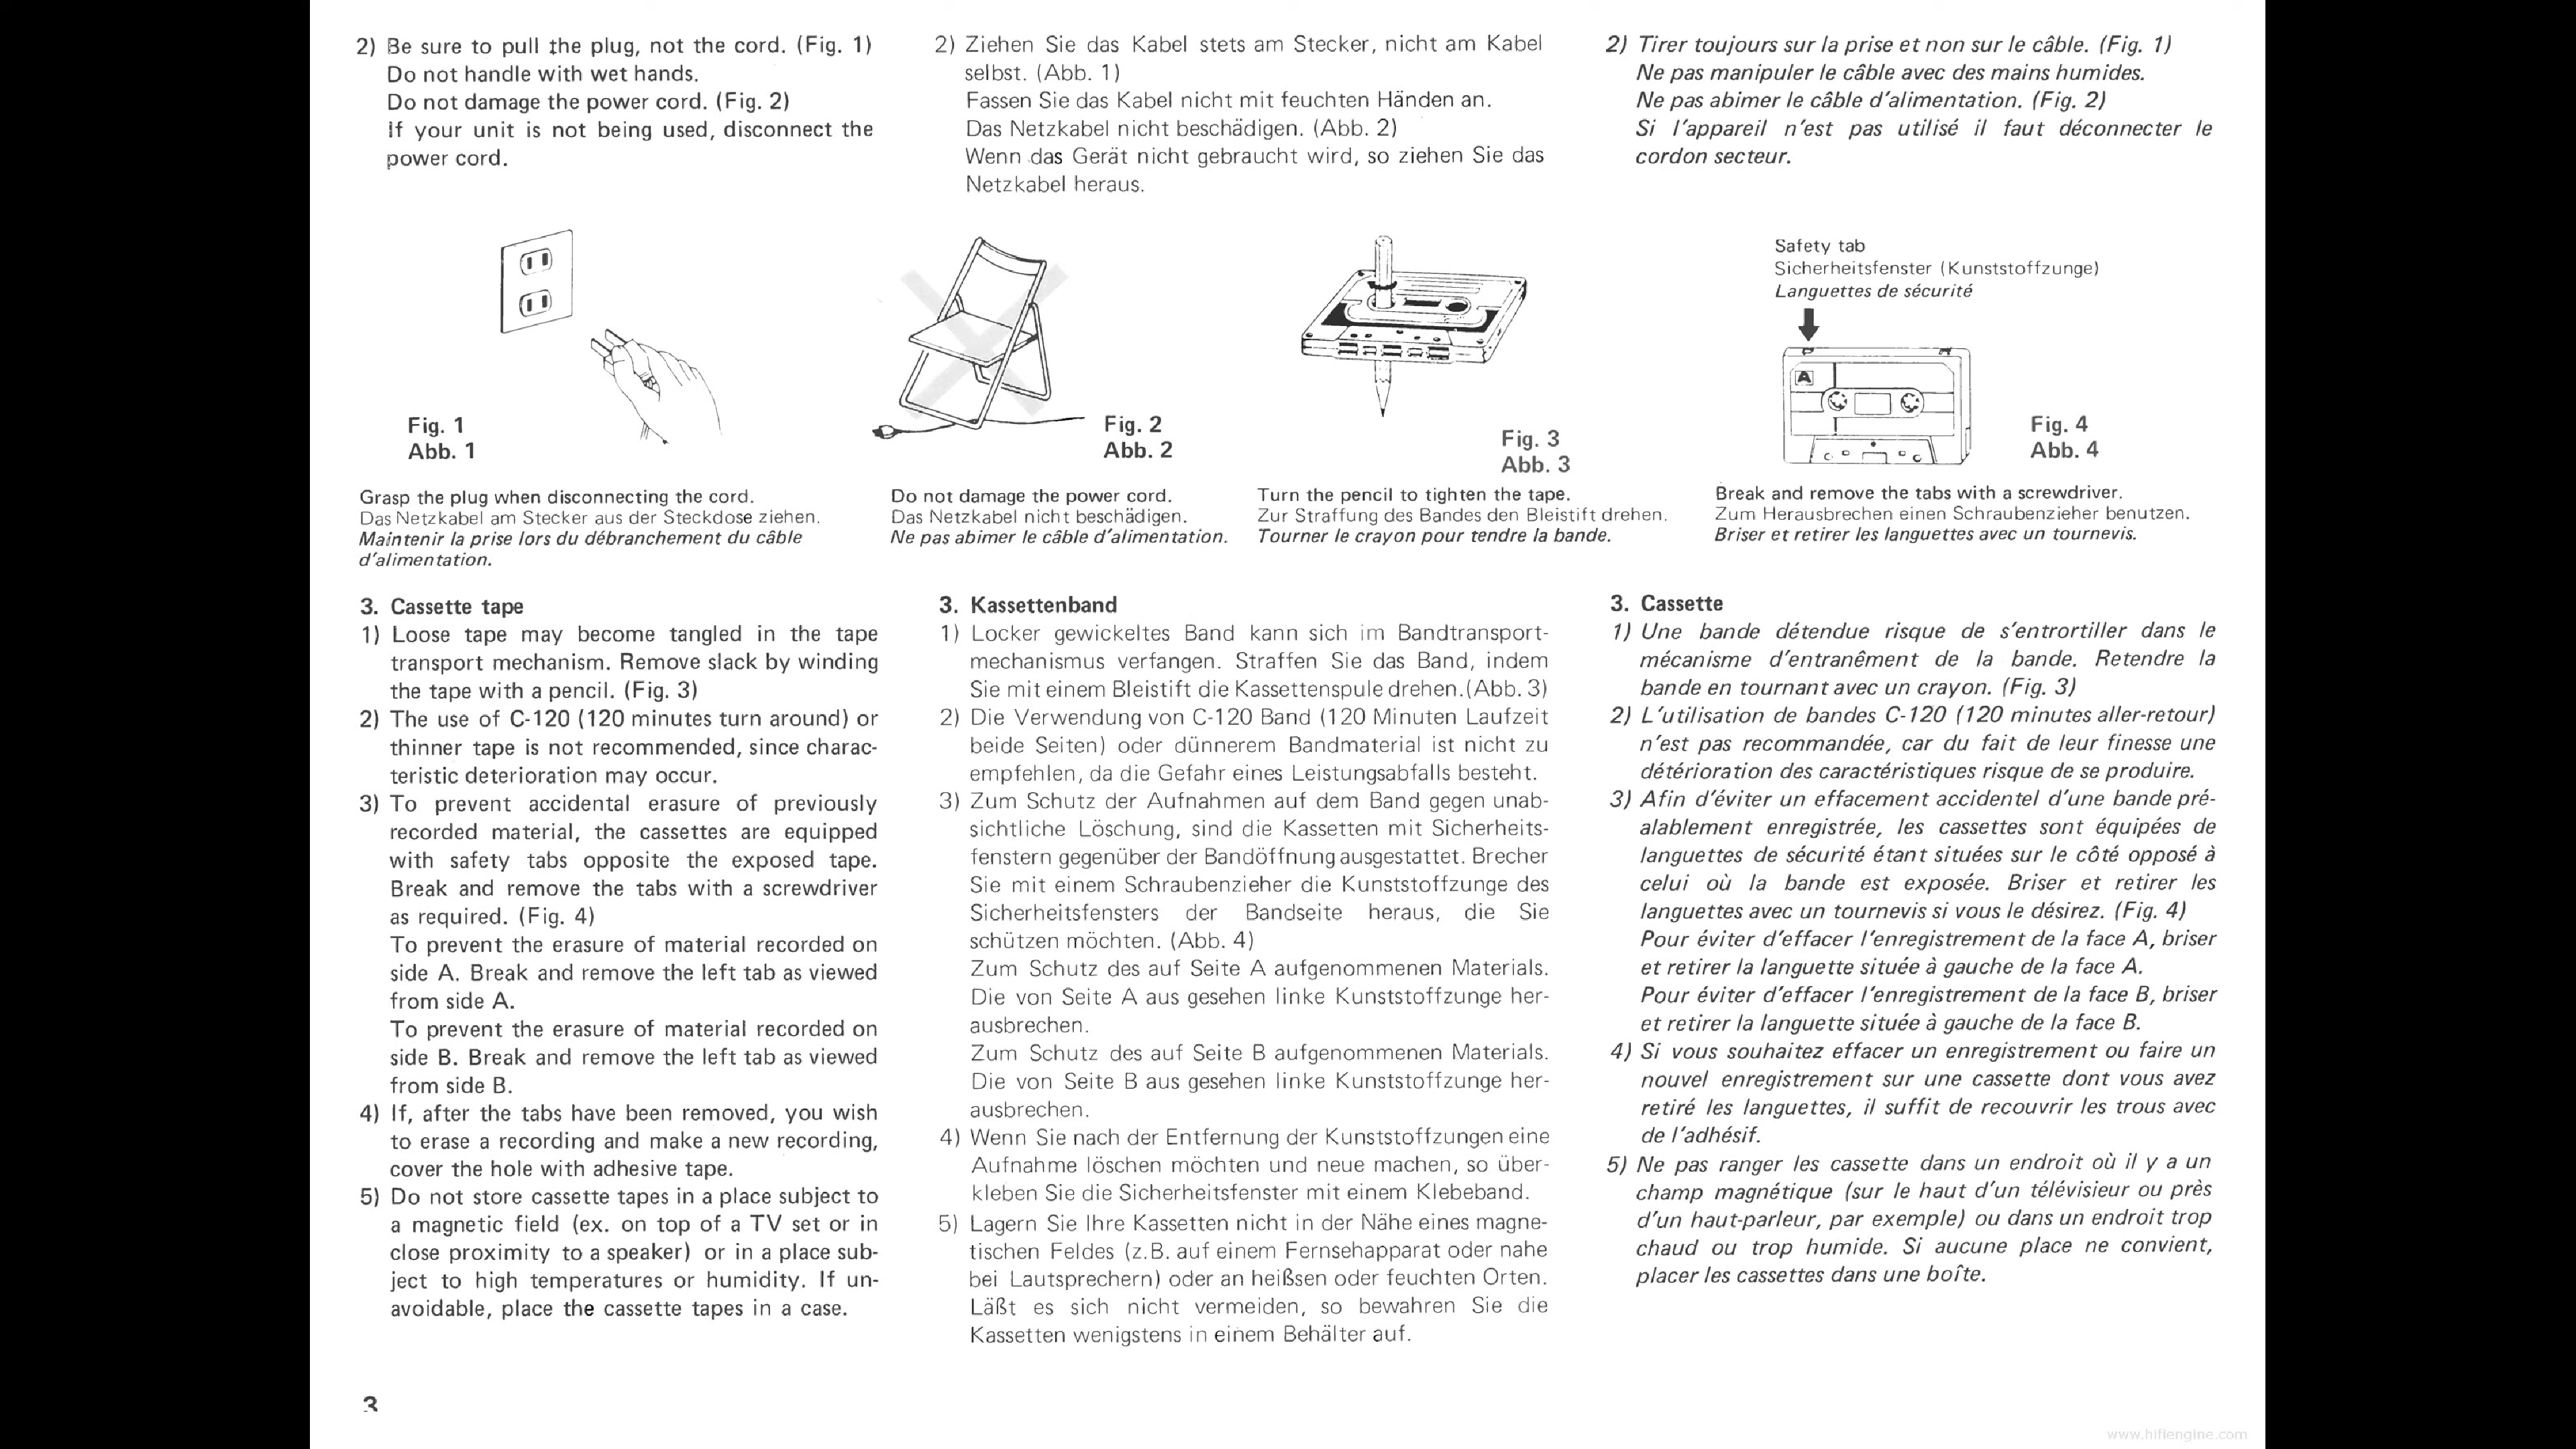 2) Be sure to pull the plug, not the cord. (Fig. 1)
Do not handle with wet hands.
Do not damage the power cord. (Fig. 2)
If your unit is not being used, disconnect the
power cord.
2) Ziehen Sie das Kabel stets am Stecker, nicht am Kabel
selbst. (Abb. 1)
Fassen Sie das Kabel nicht mit feuchten Händen an.
Das Netzkabel nicht beschädigen. (Abb. 2)
Wenn das Gerät nicht gebraucht wird, so ziehen Sie das
Netzkabel heraus.
2) Tirer toujours sur la prise et non sur le câble. (Fig. 1)
Ne pas manipuler le câble avec des mains humides.
Ne pas abimer le câble d'alimentation. (Fig. 2)
Si l'appareil n'est pas utilisé il faut déconnecter le
cordon secteur.
Fig. 1
Abb. 1
Grasp the plug when disconnecting the cord.
Das Netzkabel am Stecker aus der Steckdose ziehen.
Maintenir la prise lors du débranchement du câble
d'alimentation.
Fig. 2
Abb. 2
Do not damage the power cord.
Das Netzkabel nicht beschädigen.
Ne pas abimer le câble d'alimentation.
Fig. 3
Abb. 3
Turn the pencil to tighten the tape.
Zur Straffung des Bandes den Bleistift drehen.
Tourner le crayon pour tendre la bande.
Safety tab
Sicherheitsfenster (Kunststoffzunge)
Languettes de sécurité
A
Fig. 4
Abb. 4
Break and remove the tabs with a screwdriver.
Zum Herausbrechen einen Schraubenzieher benutzen.
Briser et retirer les languettes avec un tournevis.
3. Cassette tape
1) Loose tape may become tangled in the tape
transport mechanism. Remove slack by winding
the tape with a pencil. (Fig. 3)
2) The use of C-120 (120 minutes turn around) or
thinner tape is not recommended, since charac-
teristic deterioration may occur.
3) To prevent accidental erasure of previously
recorded material, the cassettes are equipped
with safety tabs opposite the exposed tape.
Break and remove the tabs with a screwdriver
as required. (Fig. 4)
To prevent the erasure of material recorded on
side A. Break and remove the left tab as viewed
from side A.
To prevent the erasure of material recorded on
side B. Break and remove the left tab as viewed
from side B.
4) If, after the tabs have been removed, you wish
to erase a recording and make a new recording,
cover the hole with adhesive tape.
5) Do not store cassette tapes in a place subject to
a magnetic field (ex. on top of a TV set or in
close proximity to a speaker) or in a place sub-
ject to high temperatures or humidity. If un-
avoidable, place the cassette tapes in a case.
3. Kassettenband
1) Locker gewickeltes Band kann sich im Bandtransport-
mechanismus verfangen. Straffen Sie das Band, indem
Sie mit einem Bleistift die Kassettenspule drehen.(Abb. 3)
2) Die Verwendung von C-120 Band (120 Minuten Laufzeit
beide Seiten) oder dünnerem Bandmaterial ist nicht zu
empfehlen, da die Gefahr eines Leistungsabfalls besteht.
3) Zum Schutz der Aufnahmen auf dem Band gegen unab-
sichtliche Löschung, sind die Kassetten mit Sicherheits-
fenstern gegenüber der Bandöffnung ausgestattet. Brecher
Sie mit einem Schraubenzieher die Kunststoffzunge des
Sicherheitsfensters der Bandseite heraus, die Sie
schützen möchten. (Abb. 4)
Zum Schutz des auf Seite A aufgenommenen Materials.
Die von Seite A aus gesehen linke Kunststoffzunge her-
ausbrechen.
Zum Schutz des auf Seite B aufgenommenen Materials.
Die von Seite B aus gesehen linke Kunststoffzunge her-
ausbrechen.
4) Wenn Sie nach der Entfernung der Kunststoffzungen eine
Aufnahme löschen möchten und neue machen, so über-
kleben Sie die Sicherheitsfenster mit einem Klebeband.
5) Lagern Sie Ihre Kassetten nicht in der Nähe eines magne-
tischen Feldes (z.B. auf einem Fernsehapparat oder nahe
bei Lautsprechern) oder an heißsen oder feuchten Orten.
Läßt es sich nicht vermeiden, so bewahren Sie die
Kassetten wenigstens in einem Behälter auf.
3. Cassette
1) Une bande détendue risque de s'entrortiller dans le
mécanisme d'entranêment de la bande. Retendre la
bande en tournant avec un crayon. (Fig. 3)
2) L'utilisation de bandes C-120 (120 minutes aller-retour)
n'est pas recommandée, car du fait de leur finesse une
détérioration des caractéristiques risque de se produire.
3) Afin d'éviter un effacement accidentel d'une bande pré-
alablement enregistrée, les cassettes sont équipées de
languettes de sécurité étant situées sur le côté opposé à
celui où la bande est exposée. Briser et retirer les
languettes avec un tournevis si vous le désirez. (Fig. 4)
Pour éviter d'effacer l'enregistrement de la face A, briser
et retirer la languette située à gauche de la face A.
Pour éviter d'effacer l'enregistrement de la face B, briser
et retirer la languette située à gauche de la face B.
4) Si vous souhaitez effacer un enregistrement ou faire un
nouvel enregistrement sur une cassette dont vous avez
retiré les languettes, il suffit de recouvrir les trous avec
de l'adhésif.
5) Ne pas ranger les cassette dans un endroit où il y a un
champ magnétique (sur le haut d'un télévisieur ou près
d'un haut-parleur, par exemple) ou dans un endroit trop
chaud ou trop humide. Si aucune place ne convient,
placer les cassettes dans une boîte.
3
www.hifiengine.com